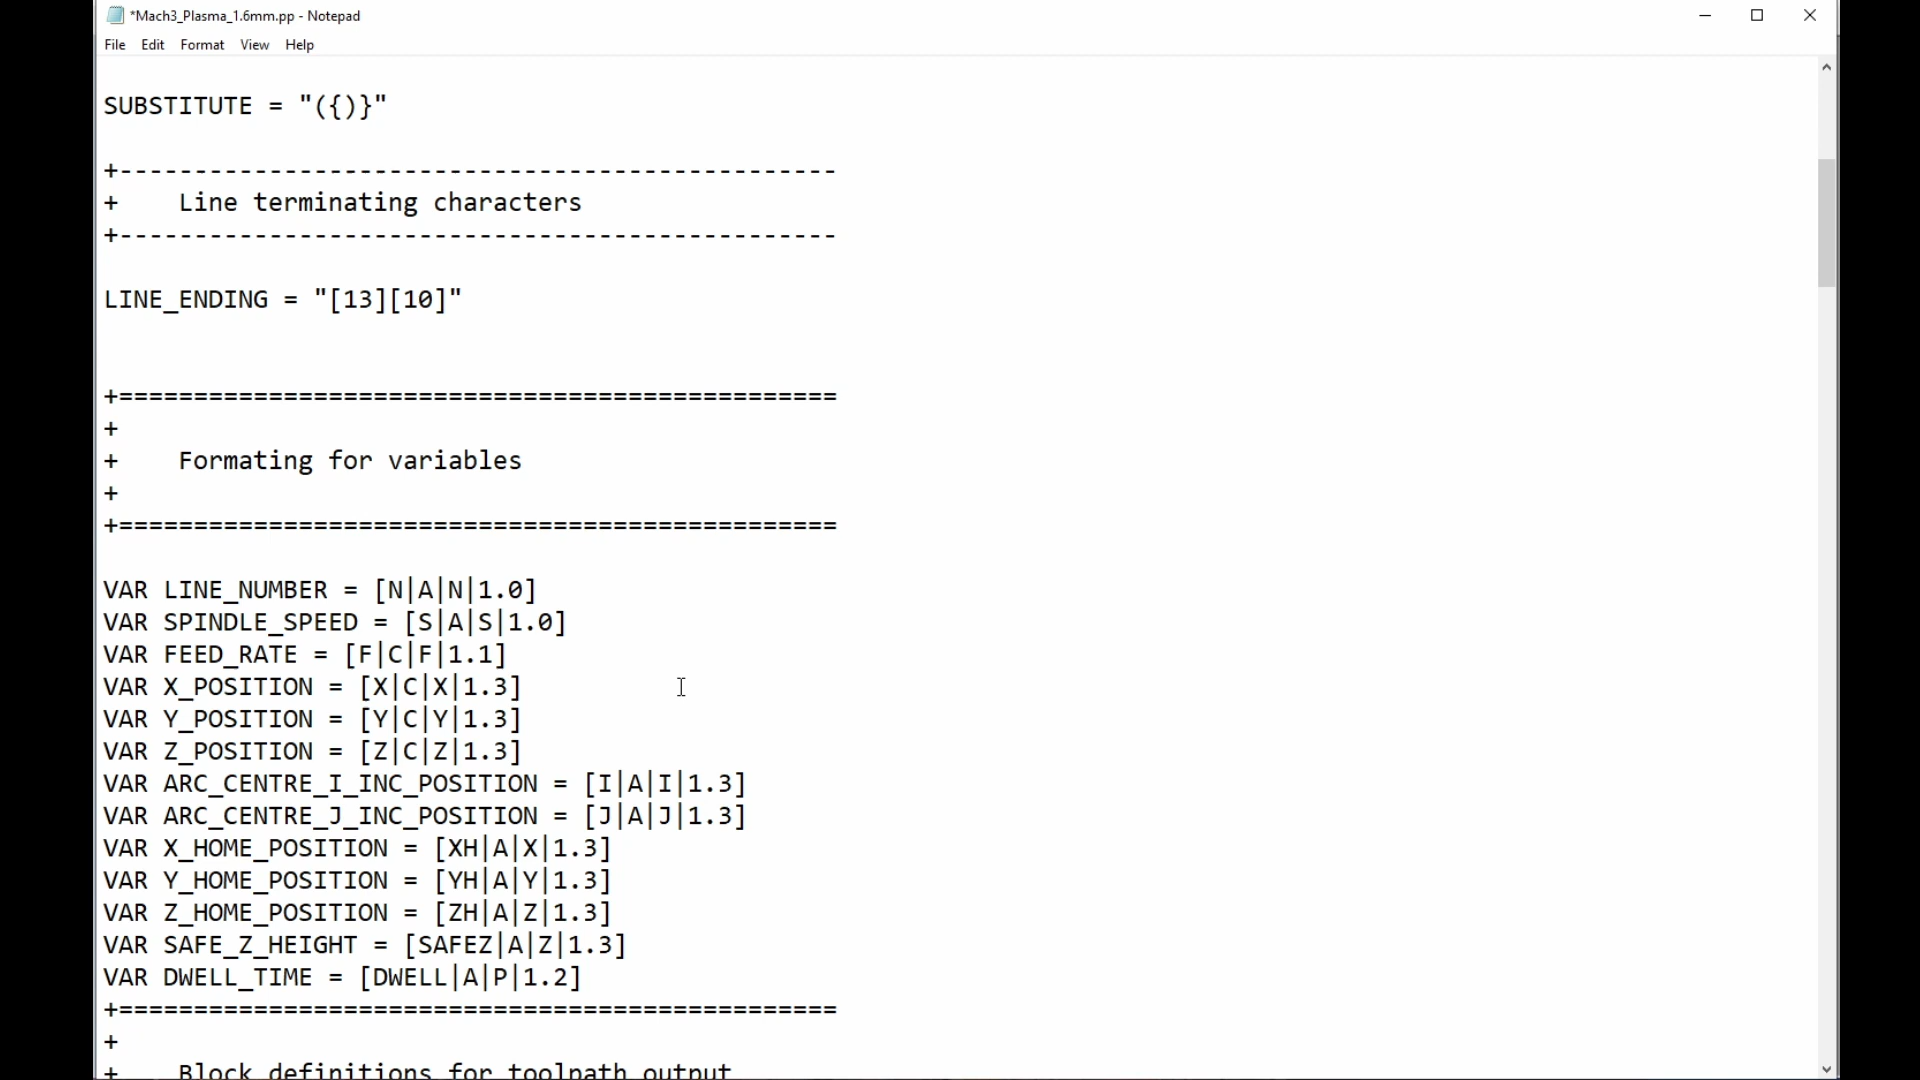 *Mach3_Plasma_1.6mm.pp - Notepad
File Edit Format View Help
SUBSTITUTE = "({)}"
+------------------------------------------------
+    Line terminating characters
+------------------------------------------------
LINE_ENDING = "[13][10]"
+================================================
+
+    Formating for variables
+
+================================================
VAR LINE_NUMBER = [N|A|N|1.0]
VAR SPINDLE_SPEED = [S|A|S|1.0]
VAR FEED_RATE = [F|C|F|1.1]
VAR X_POSITION = [X|C|X|1.3]
VAR Y_POSITION = [Y|C|Y|1.3]
VAR Z_POSITION = [Z|C|Z|1.3]
VAR ARC_CENTRE_I_INC_POSITION = [I|A|I|1.3]
VAR ARC_CENTRE_J_INC_POSITION = [J|A|J|1.3]
VAR X_HOME_POSITION = [XH|A|X|1.3]
VAR Y_HOME_POSITION = [YH|A|Y|1.3]
VAR Z_HOME_POSITION = [ZH|A|Z|1.3]
VAR SAFE_Z_HEIGHT = [SAFEZ|A|Z|1.3]
VAR DWELL_TIME = [DWELL|A|P|1.2]
+================================================
+
+    Block definitions for toolpath output